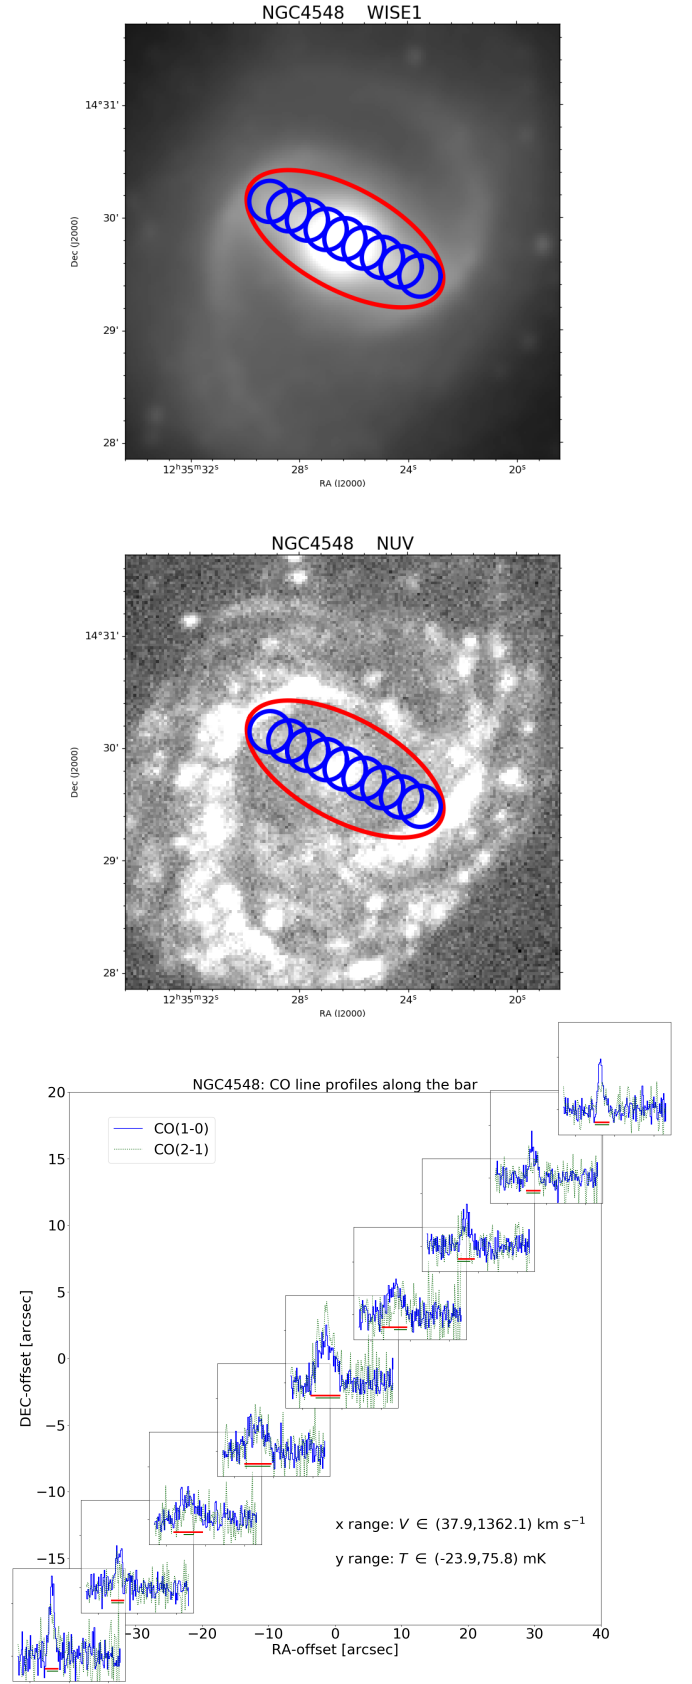 NGC4548 WISE1
14°31'
30'
29'
28'
Dec (J2000)
12ʰ35ᵐ32ˢ 28ˢ 24ˢ 20ˢ
RA (J2000)
NGC4548 NUV
14°31'
30'
29'
28'
Dec (J2000)
12ʰ35ᵐ32ˢ 28ˢ 24ˢ 20ˢ
RA (J2000)
NGC4548: CO line profiles along the bar
CO(1-0)
CO(2-1)
20
15
10
5
0
−5
−10
−15
DEC-offset [arcsec]
x range: V ∈ (37.9,1362.1) km s⁻¹
y range: T ∈ (-23.9,75.8) mK
−30 −20 −10 0 10 20 30 40
RA-offset [arcsec]